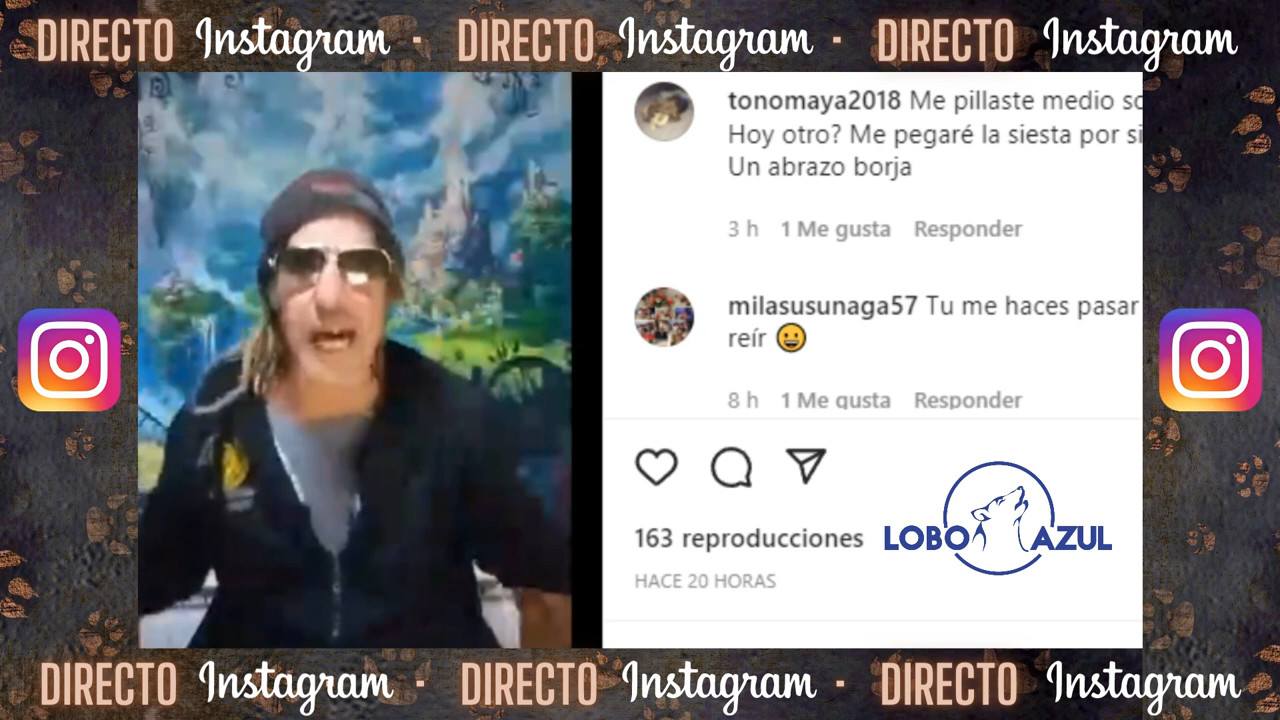 DIRECTO Instagram · DIRECTO Instagram · DIRECTO Instagram
tonomaya2018 Me pillaste medio
Hoy otro? Me pegaré la siesta por si
Un abrazo borja
3 h 1 Me gusta Responder
milasusunaga57 Tu me haces pasar
reír 😀
8 h 1 Me gusta Responder
163 reproducciones
LOBO AZUL
HACE 20 HORAS
DIRECTO Instagram · DIRECTO Instagram · DIRECTO Instagram